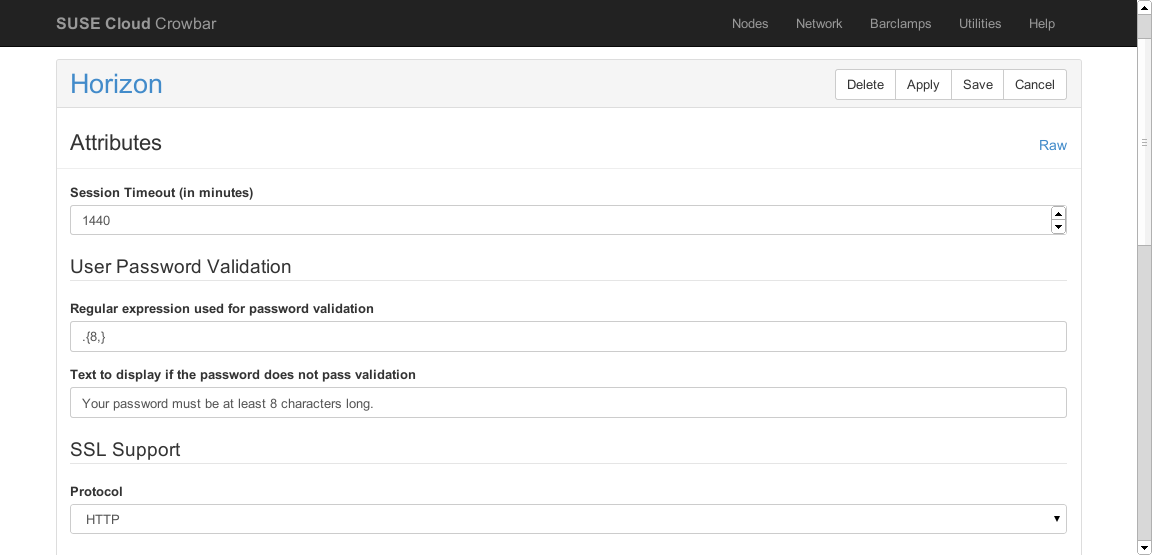 SUSE Cloud Crowbar Nodes Network Barclamps Utilities Help
Horizon Delete Apply Save Cancel
Attributes Raw
Session Timeout (in minutes)
1440
User Password Validation
Regular expression used for password validation
.{8,}
Text to display if the password does not pass validation
Your password must be at least 8 characters long.
SSL Support
Protocol
HTTP